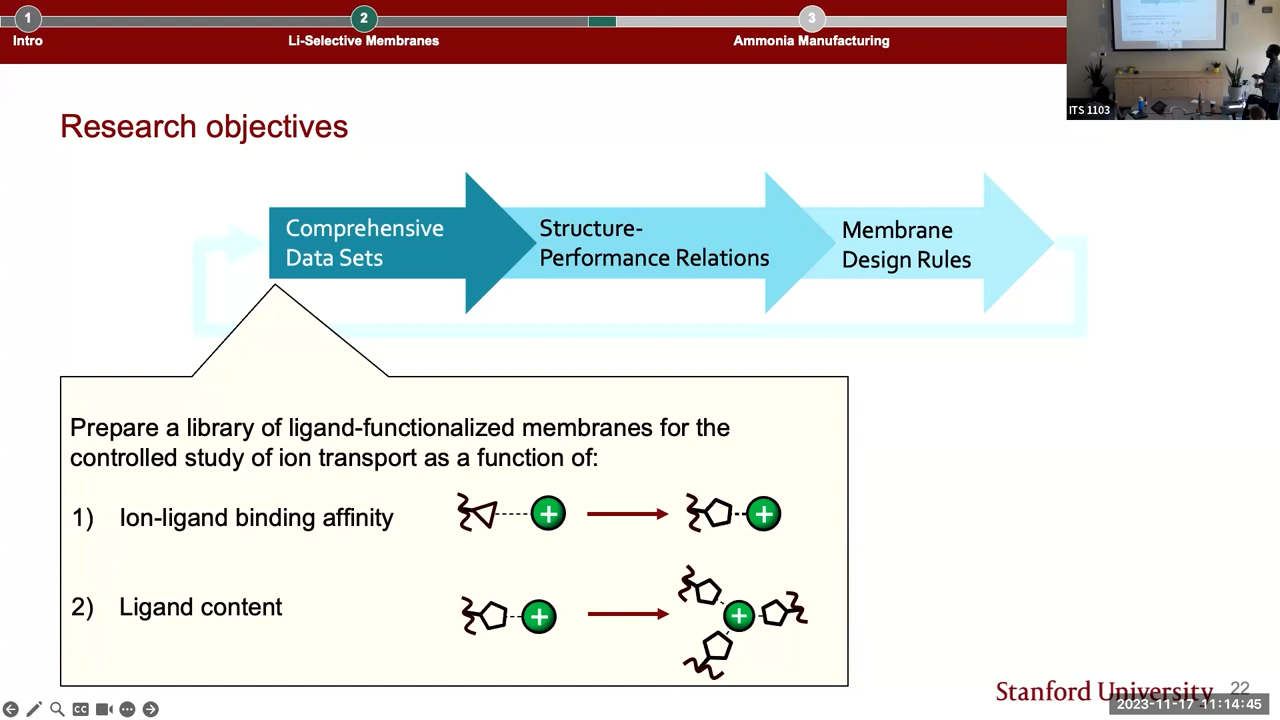 1
2
3
Intro
Li-Selective Membranes
Ammonia Manufacturing
ITS 1103
Research objectives
Comprehensive
Data Sets
Structure-
Performance Relations
Membrane
Design Rules
Prepare a library of ligand-functionalized membranes for the
controlled study of ion transport as a function of:
1) Ion-ligand binding affinity
+
+
2) Ligand content
+
+
Stanford University
22
CC
2023-11-17 11:14:45